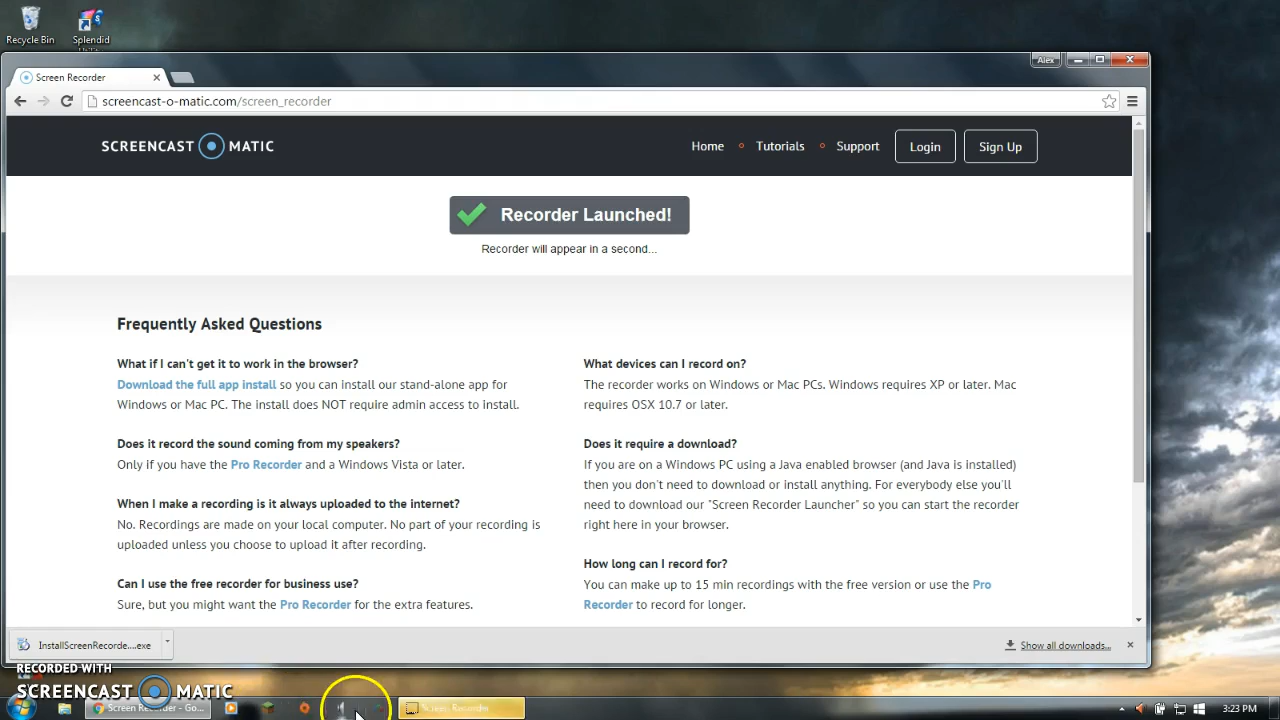 Recycle Bin
Splendid
Utility
Alex
Screen Recorder
screencast-o-matic.com/screen_recorder
SCREENCAST MATIC
Home
Tutorials
Support
Login
Sign Up
Recorder Launched!
Recorder will appear in a second...
Frequently Asked Questions
What if I can't get it to work in the browser?
Download the full app install so you can install our stand-alone app for
Windows or Mac PC. The install does NOT require admin access to install.
Does it record the sound coming from my speakers?
Only if you have the Pro Recorder and a Windows Vista or later.
When I make a recording is it always uploaded to the internet?
No. Recordings are made on your local computer. No part of your recording is
uploaded unless you choose to upload it after recording.
Can I use the free recorder for business use?
Sure, but you might want the Pro Recorder for the extra features.
What devices can I record on?
The recorder works on Windows or Mac PCs. Windows requires XP or later. Mac
requires OSX 10.7 or later.
Does it require a download?
If you are on a Windows PC using a Java enabled browser (and Java is installed)
then you don't need to download or install anything. For everybody else you'll
need to download our "Screen Recorder Launcher" so you can start the recorder
right here in your browser.
How long can I record for?
You can make up to 15 min recordings with the free version or use the Pro
Recorder to record for longer.
InstallScreenRecorde....exe
Show all downloads...
RECORDED WITH
SCREENCAST MATIC
Screen Recorder - Go...
Screen Recorder
3:23 PM